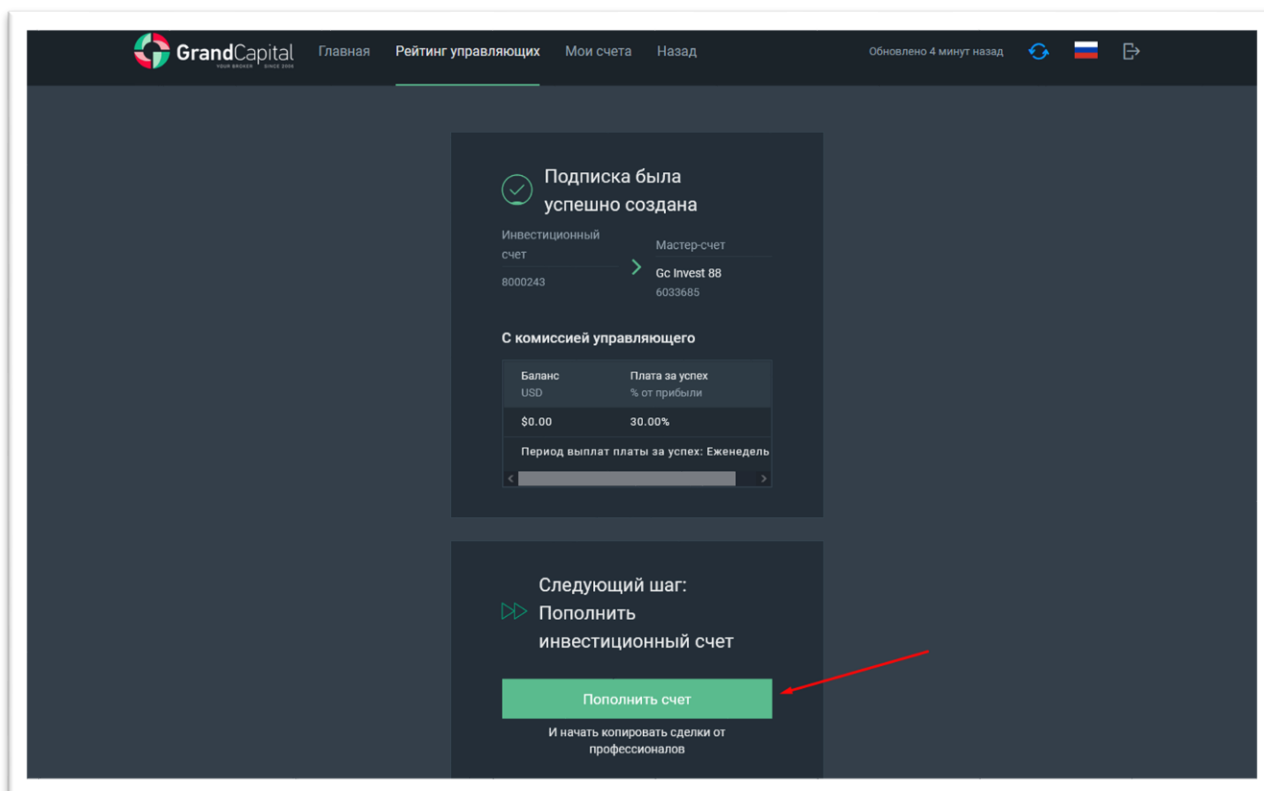 GrandCapital
YOUR BROKER SINCE 2006
Главная Рейтинг управляющих Мои счета Назад
Обновлено 4 минут назад
Подписка была
успешно создана
Инвестиционный
счет
8000243
Мастер-счет
Gc Invest 88
6033685
С комиссией управляющего
Баланс Плата за успех
USD % от прибыли
$0.00 30.00%
Период выплат платы за успех: Еженедель
Следующий шаг:
Пополнить
инвестиционный счет
Пополнить счет
И начать копировать сделки от
профессионалов